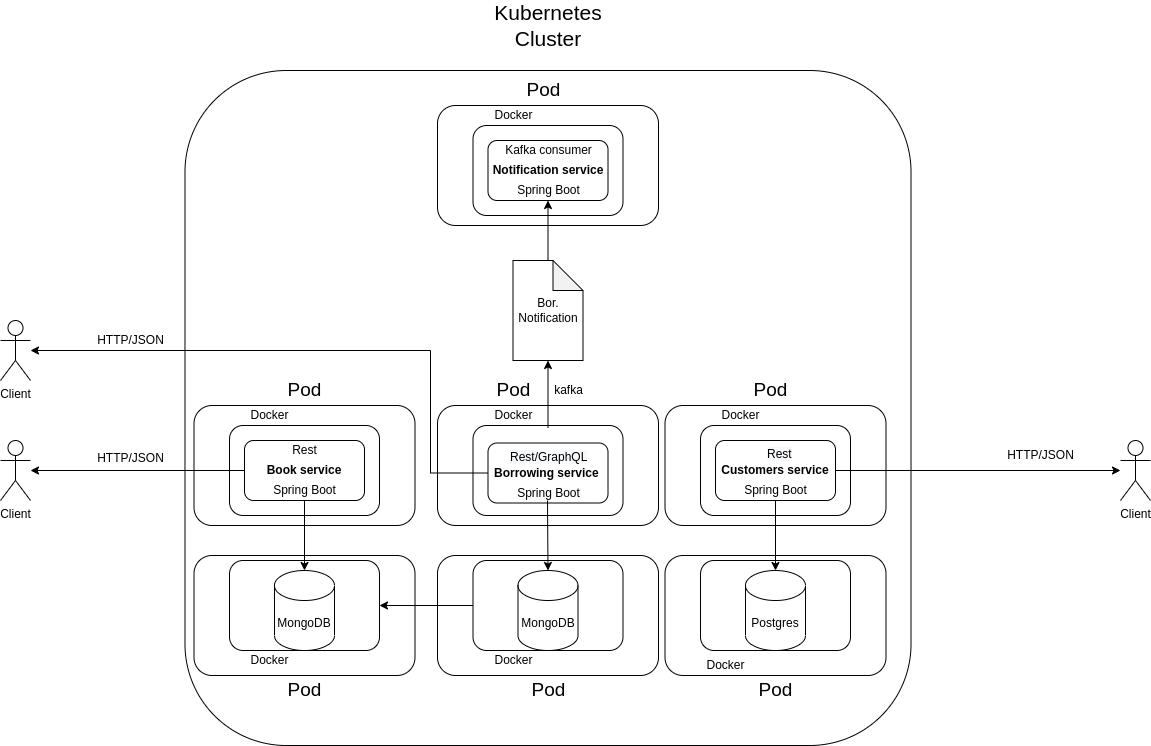 Kubernetes
Cluster
Pod
Docker
Kafka consumer
Notification service
Spring Boot
Bor.
Notification
HTTP/JSON
Client
Pod
Pod
kafka
Pod
Docker
Docker
Docker
Rest
Book service
Spring Boot
Rest/GraphQL
Borrowing service
Spring Boot
Rest
Customers service
Spring Boot
HTTP/JSON
HTTP/JSON
Client
Client
MongoDB
MongoDB
Postgres
Docker
Docker
Docker
Pod
Pod
Pod